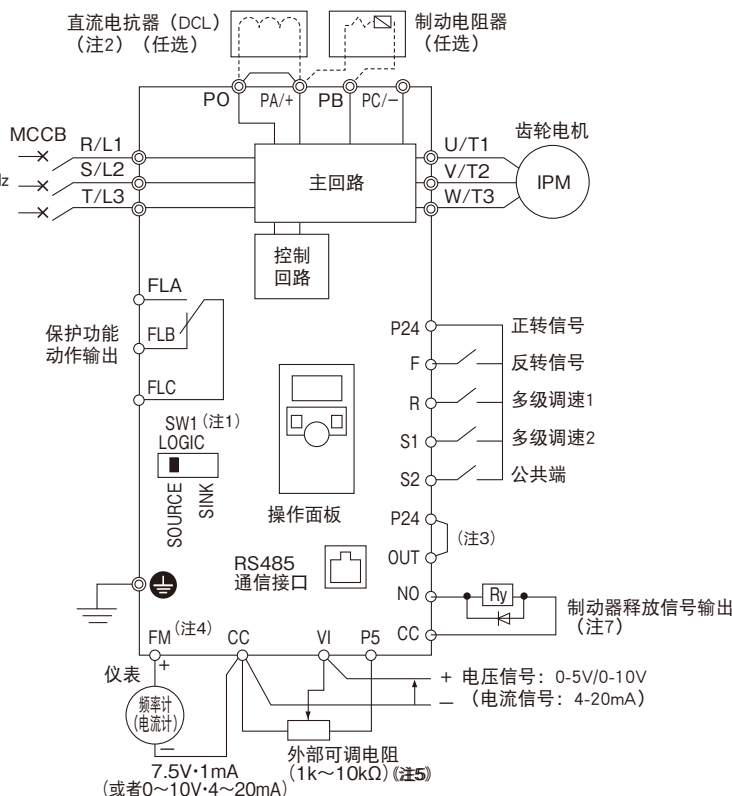 直流电抗器（DCL）
（注2）（任选）
制动电阻器
（任选）
PO
PA/+
PB
PC/−
MCCB
R/L1
S/L2
Hz
T/L3
主回路
控制
回路
U/T1
V/T2
W/T3
齿轮电机
IPM
FLA
FLB
FLC
保护功能
动作输出
SW1（注1）
LOGIC
SOURCE
SINK
操作面板
RS485
通信接口
P24
正转信号
F
反转信号
R
多级调速1
S1
多级调速2
S2
公共端
P24
（注3）
OUT
NO
Ry
制动器释放信号输出
（注7）
CC
FM（注4）
CC
VI
P5
仪表
+
频率计
（电流计）
−
7.5V·1mA
（或者0～10V·4～20mA）
外部可调电阻
（1k～10kΩ）（注5）
+ 电压信号：0-5V/0-10V
− （电流信号：4-20mA）